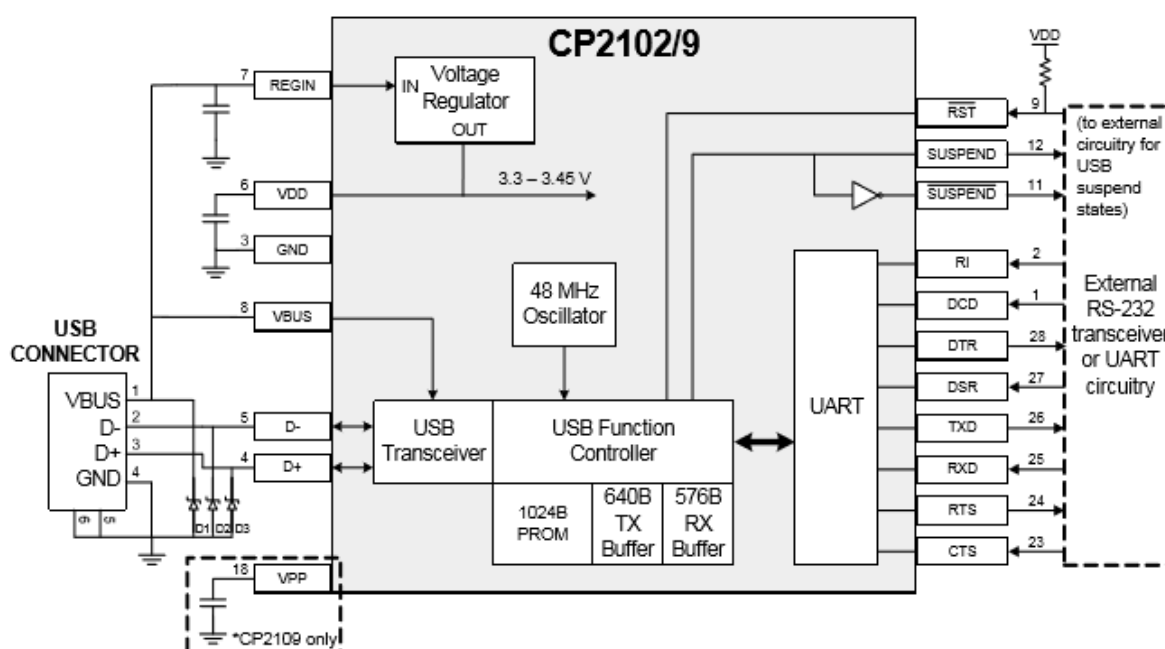 CP2102/9
VDD
7
REGIN
IN
Voltage
Regulator
OUT
9
RST
(to external
circuitry for
USB
suspend
states)
SUSPEND
12
SUSPEND
11
6
VDD
3.3 – 3.45 V
3
GND
8
VBUS
48 MHz
Oscillator
RI
2
DCD
1
DTR
28
DSR
27
TXD
26
RXD
25
RTS
24
CTS
23
External
RS-232
transceiver
or UART
circuitry
UART
USB
CONNECTOR
VBUS
1
D-
2
D+
3
GND
4
6
5
D1
D2
D3
5
D-
4
D+
USB
Transceiver
USB Function
Controller
1024B
PROM
640B
TX
Buffer
576B
RX
Buffer
18
VPP
*CP2109 only